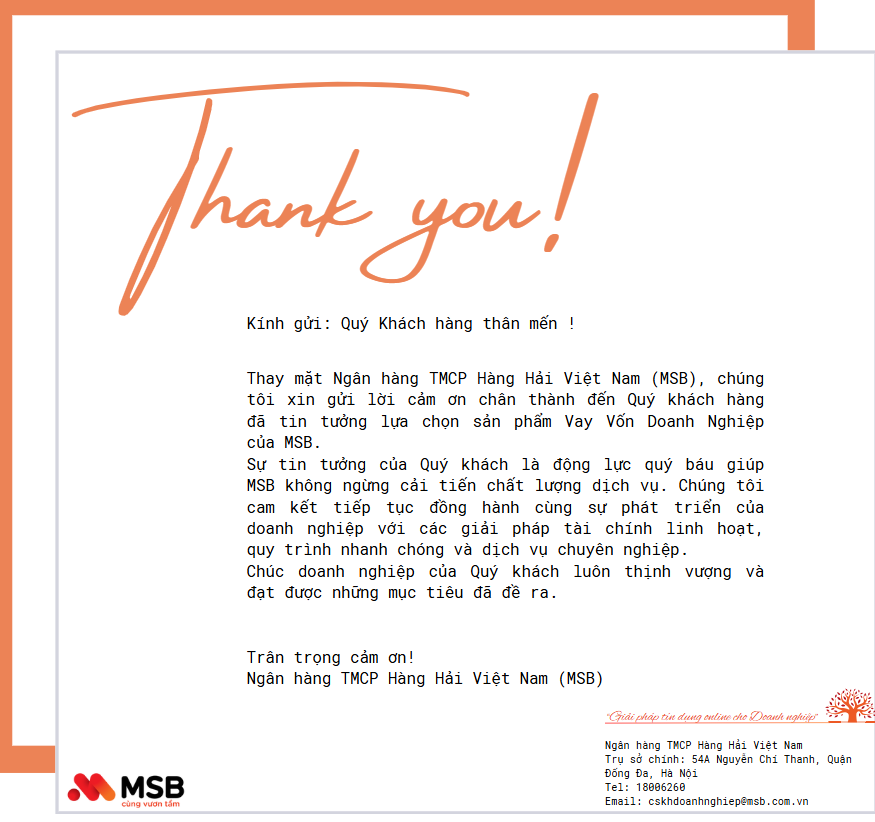 Thank you!
Kính gửi: Quý Khách hàng thân mến !
Thay mặt Ngân hàng TMCP Hàng Hải Việt Nam (MSB), chúng
tôi xin gửi lời cảm ơn chân thành đến Quý khách hàng
đã tin tưởng lựa chọn sản phẩm Vay Vốn Doanh Nghiệp
của MSB.
Sự tin tưởng của Quý khách là động lực quý báu giúp
MSB không ngừng cải tiến chất lượng dịch vụ. Chúng tôi
cam kết tiếp tục đồng hành cùng sự phát triển của
doanh nghiệp với các giải pháp tài chính linh hoạt,
quy trình nhanh chóng và dịch vụ chuyên nghiệp.
Chúc doanh nghiệp của Quý khách luôn thịnh vượng và
đạt được những mục tiêu đã đề ra.
Trân trọng cảm ơn!
Ngân hàng TMCP Hàng Hải Việt Nam (MSB)
"Giải pháp tín dụng online cho Doanh nghiệp"
Ngân hàng TMCP Hàng Hải Việt Nam
Trụ sở chính: 54A Nguyễn Chí Thanh, Quận
Đống Đa, Hà Nội
Tel: 18006260
Email: cskhdoanhnghiep@msb.com.vn
MSB
cùng vươn tầm